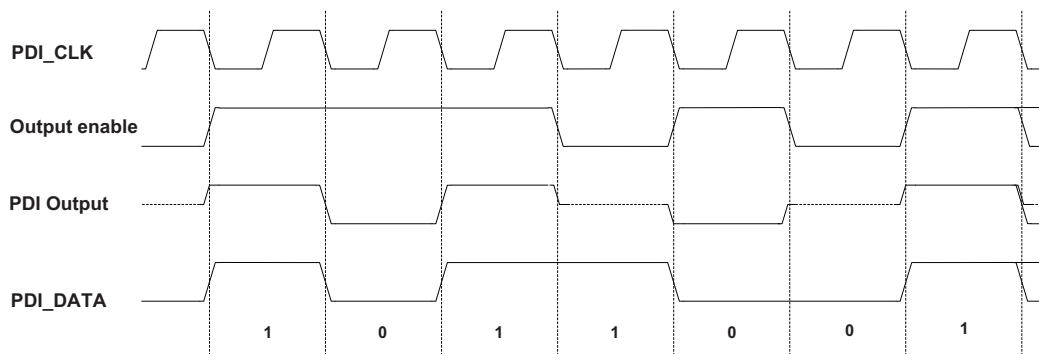 PDI_CLK
Output enable
PDI Output
PDI_DATA
1 0 1 1 0 0 1